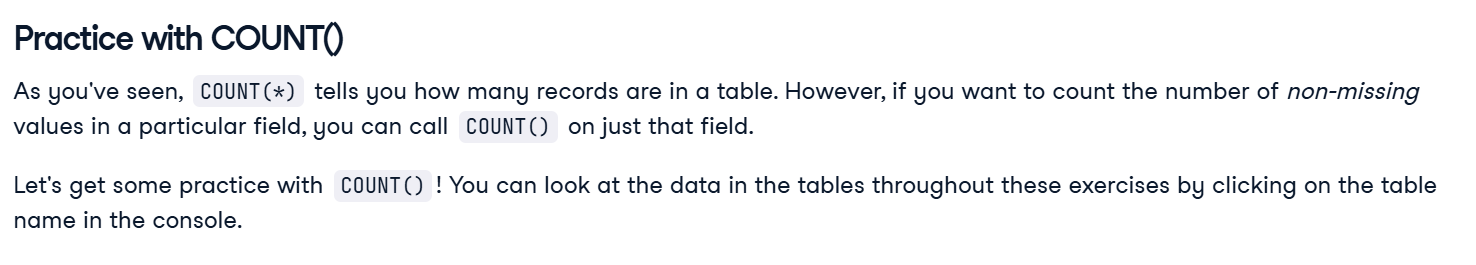 Practice with COUNT()
As you've seen, COUNT(*) tells you how many records are in a table. However, if you want to count the number of non-missing
values in a particular field, you can call COUNT() on just that field.
Let's get some practice with COUNT() ! You can look at the data in the tables throughout these exercises by clicking on the table
name in the console.